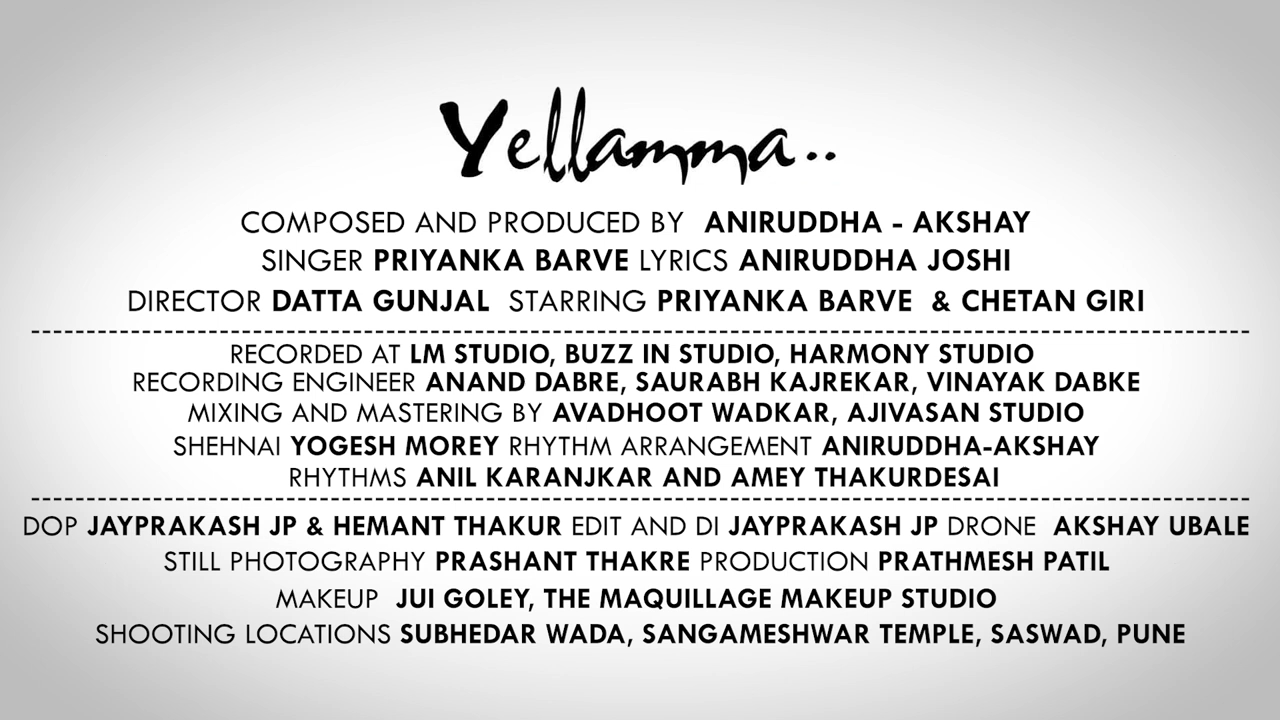 Yellamma..
COMPOSED AND PRODUCED BY ANIRUDDHA - AKSHAY
SINGER PRIYANKA BARVE LYRICS ANIRUDDHA JOSHI
DIRECTOR DATTA GUNJAL STARRING PRIYANKA BARVE & CHETAN GIRI
RECORDED AT LM STUDIO, BUZZ IN STUDIO, HARMONY STUDIO
RECORDING ENGINEER ANAND DABRE, SAURABH KAJREKAR, VINAYAK DABKE
MIXING AND MASTERING BY AVADHOOT WADKAR, AJIVASAN STUDIO
SHEHNAI YOGESH MOREY RHYTHM ARRANGEMENT ANIRUDDHA-AKSHAY
RHYTHMS ANIL KARANJKAR AND AMEY THAKURDESAI
DOP JAYPRAKASH JP & HEMANT THAKUR EDIT AND DI JAYPRAKASH JP DRONE AKSHAY UBALE
STILL PHOTOGRAPHY PRASHANT THAKRE PRODUCTION PRATHMESH PATIL
MAKEUP JUI GOLEY, THE MAQUILLAGE MAKEUP STUDIO
SHOOTING LOCATIONS SUBHEDAR WADA, SANGAMESHWAR TEMPLE, SASWAD, PUNE